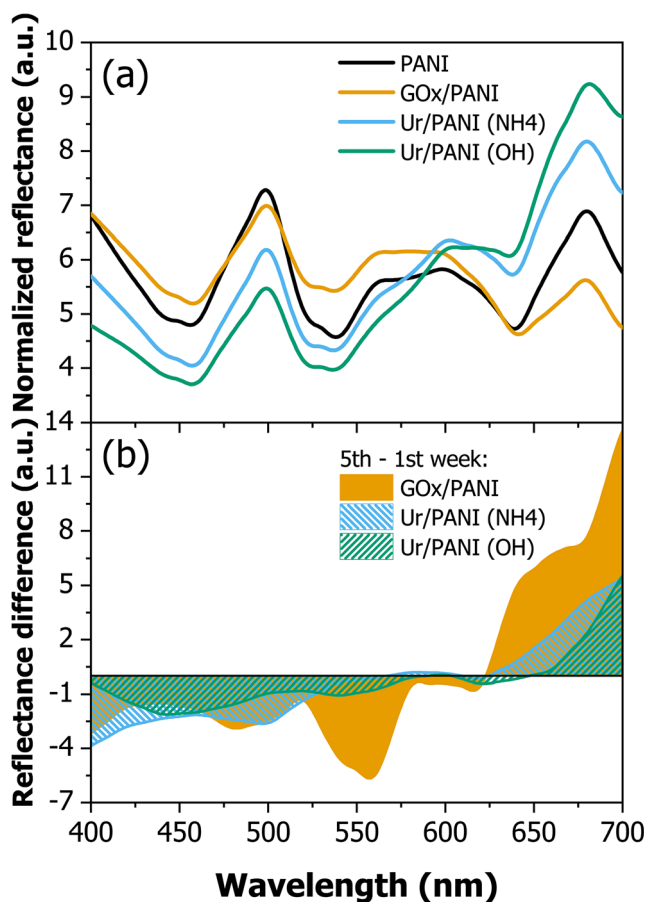 (a)
PANI
GOx/PANI
Ur/PANI (NH4)
Ur/PANI (OH)
Normalized reflectance (a.u.)
10
9
8
7
6
5
4
14
(b)
5th - 1st week:
GOx/PANI
Ur/PANI (NH4)
Ur/PANI (OH)
Reflectance difference (a.u.)
11
8
5
2
-1
-4
-7
400
450
500
550
600
650
700
Wavelength (nm)